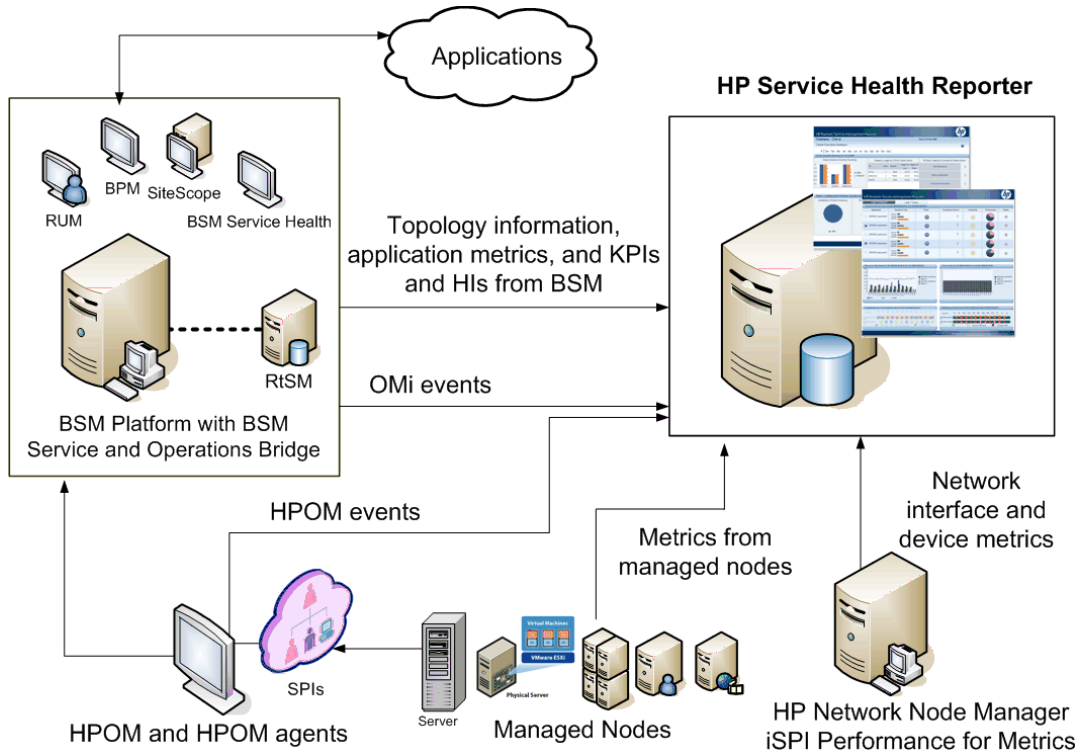 Applications
HP Service Health Reporter
hp
hp
BPM
SiteScope
RUM
BSM Service Health
Topology information,
application metrics, and KPIs
and HIs from BSM
RtSM
OMi events
BSM Platform with BSM
Service and Operations Bridge
HPOM events
Metrics from
managed nodes
Network
interface and
device metrics
Virtual Machines
VMware ESXi
Physical Server
SPIs
Server
Managed Nodes
HPOM and HPOM agents
HP Network Node Manager
iSPI Performance for Metrics